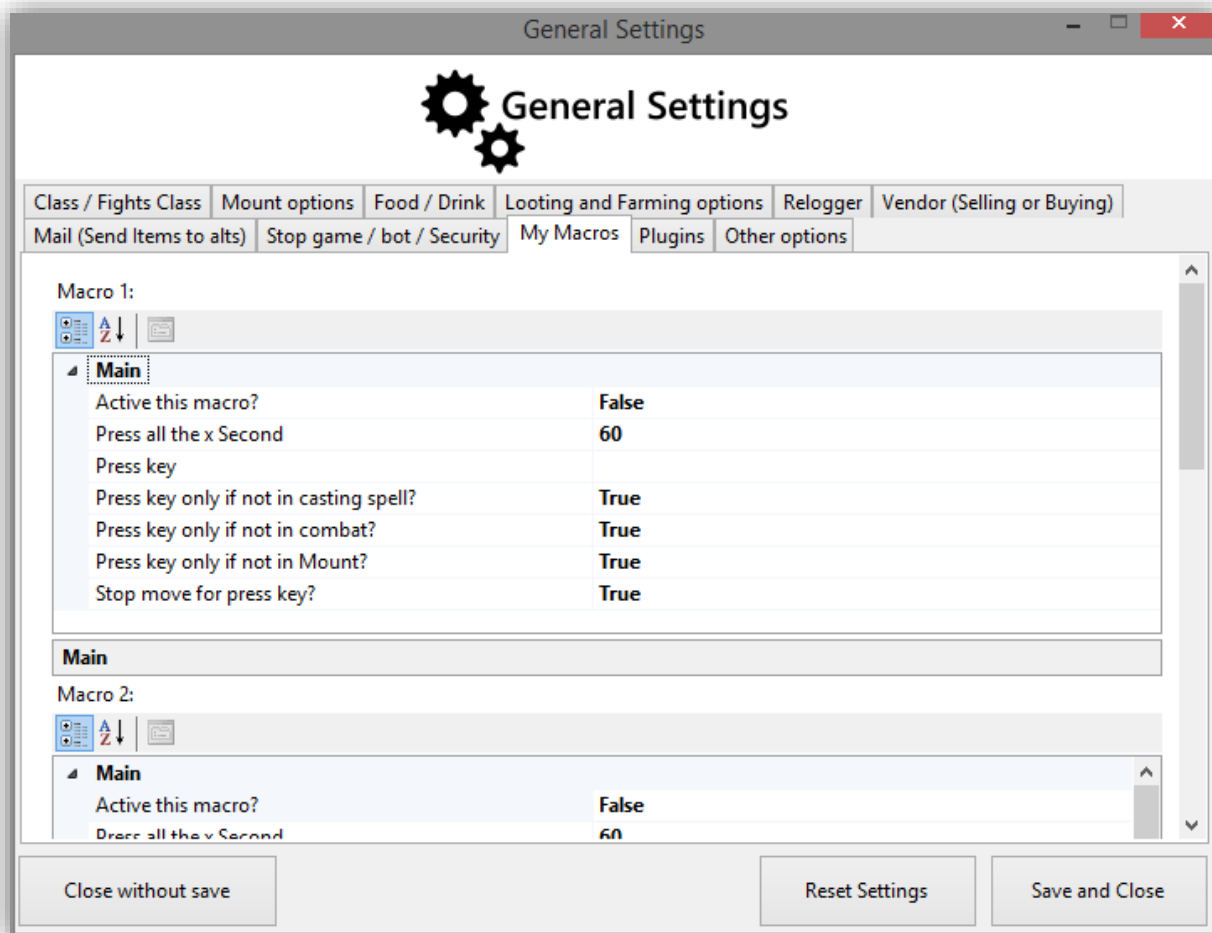 General Settings
General Settings
Class / Fights Class Mount options Food / Drink Looting and Farming options Relogger Vendor (Selling or Buying)
Mail (Send Items to alts) Stop game / bot / Security My Macros Plugins Other options
Macro 1:
Main
Active this macro? False
Press all the x Second 60
Press key
Press key only if not in casting spell? True
Press key only if not in combat? True
Press key only if not in Mount? True
Stop move for press key? True
Main
Macro 2:
Main
Active this macro? False
Press all the x Second 60
Close without save Reset Settings Save and Close